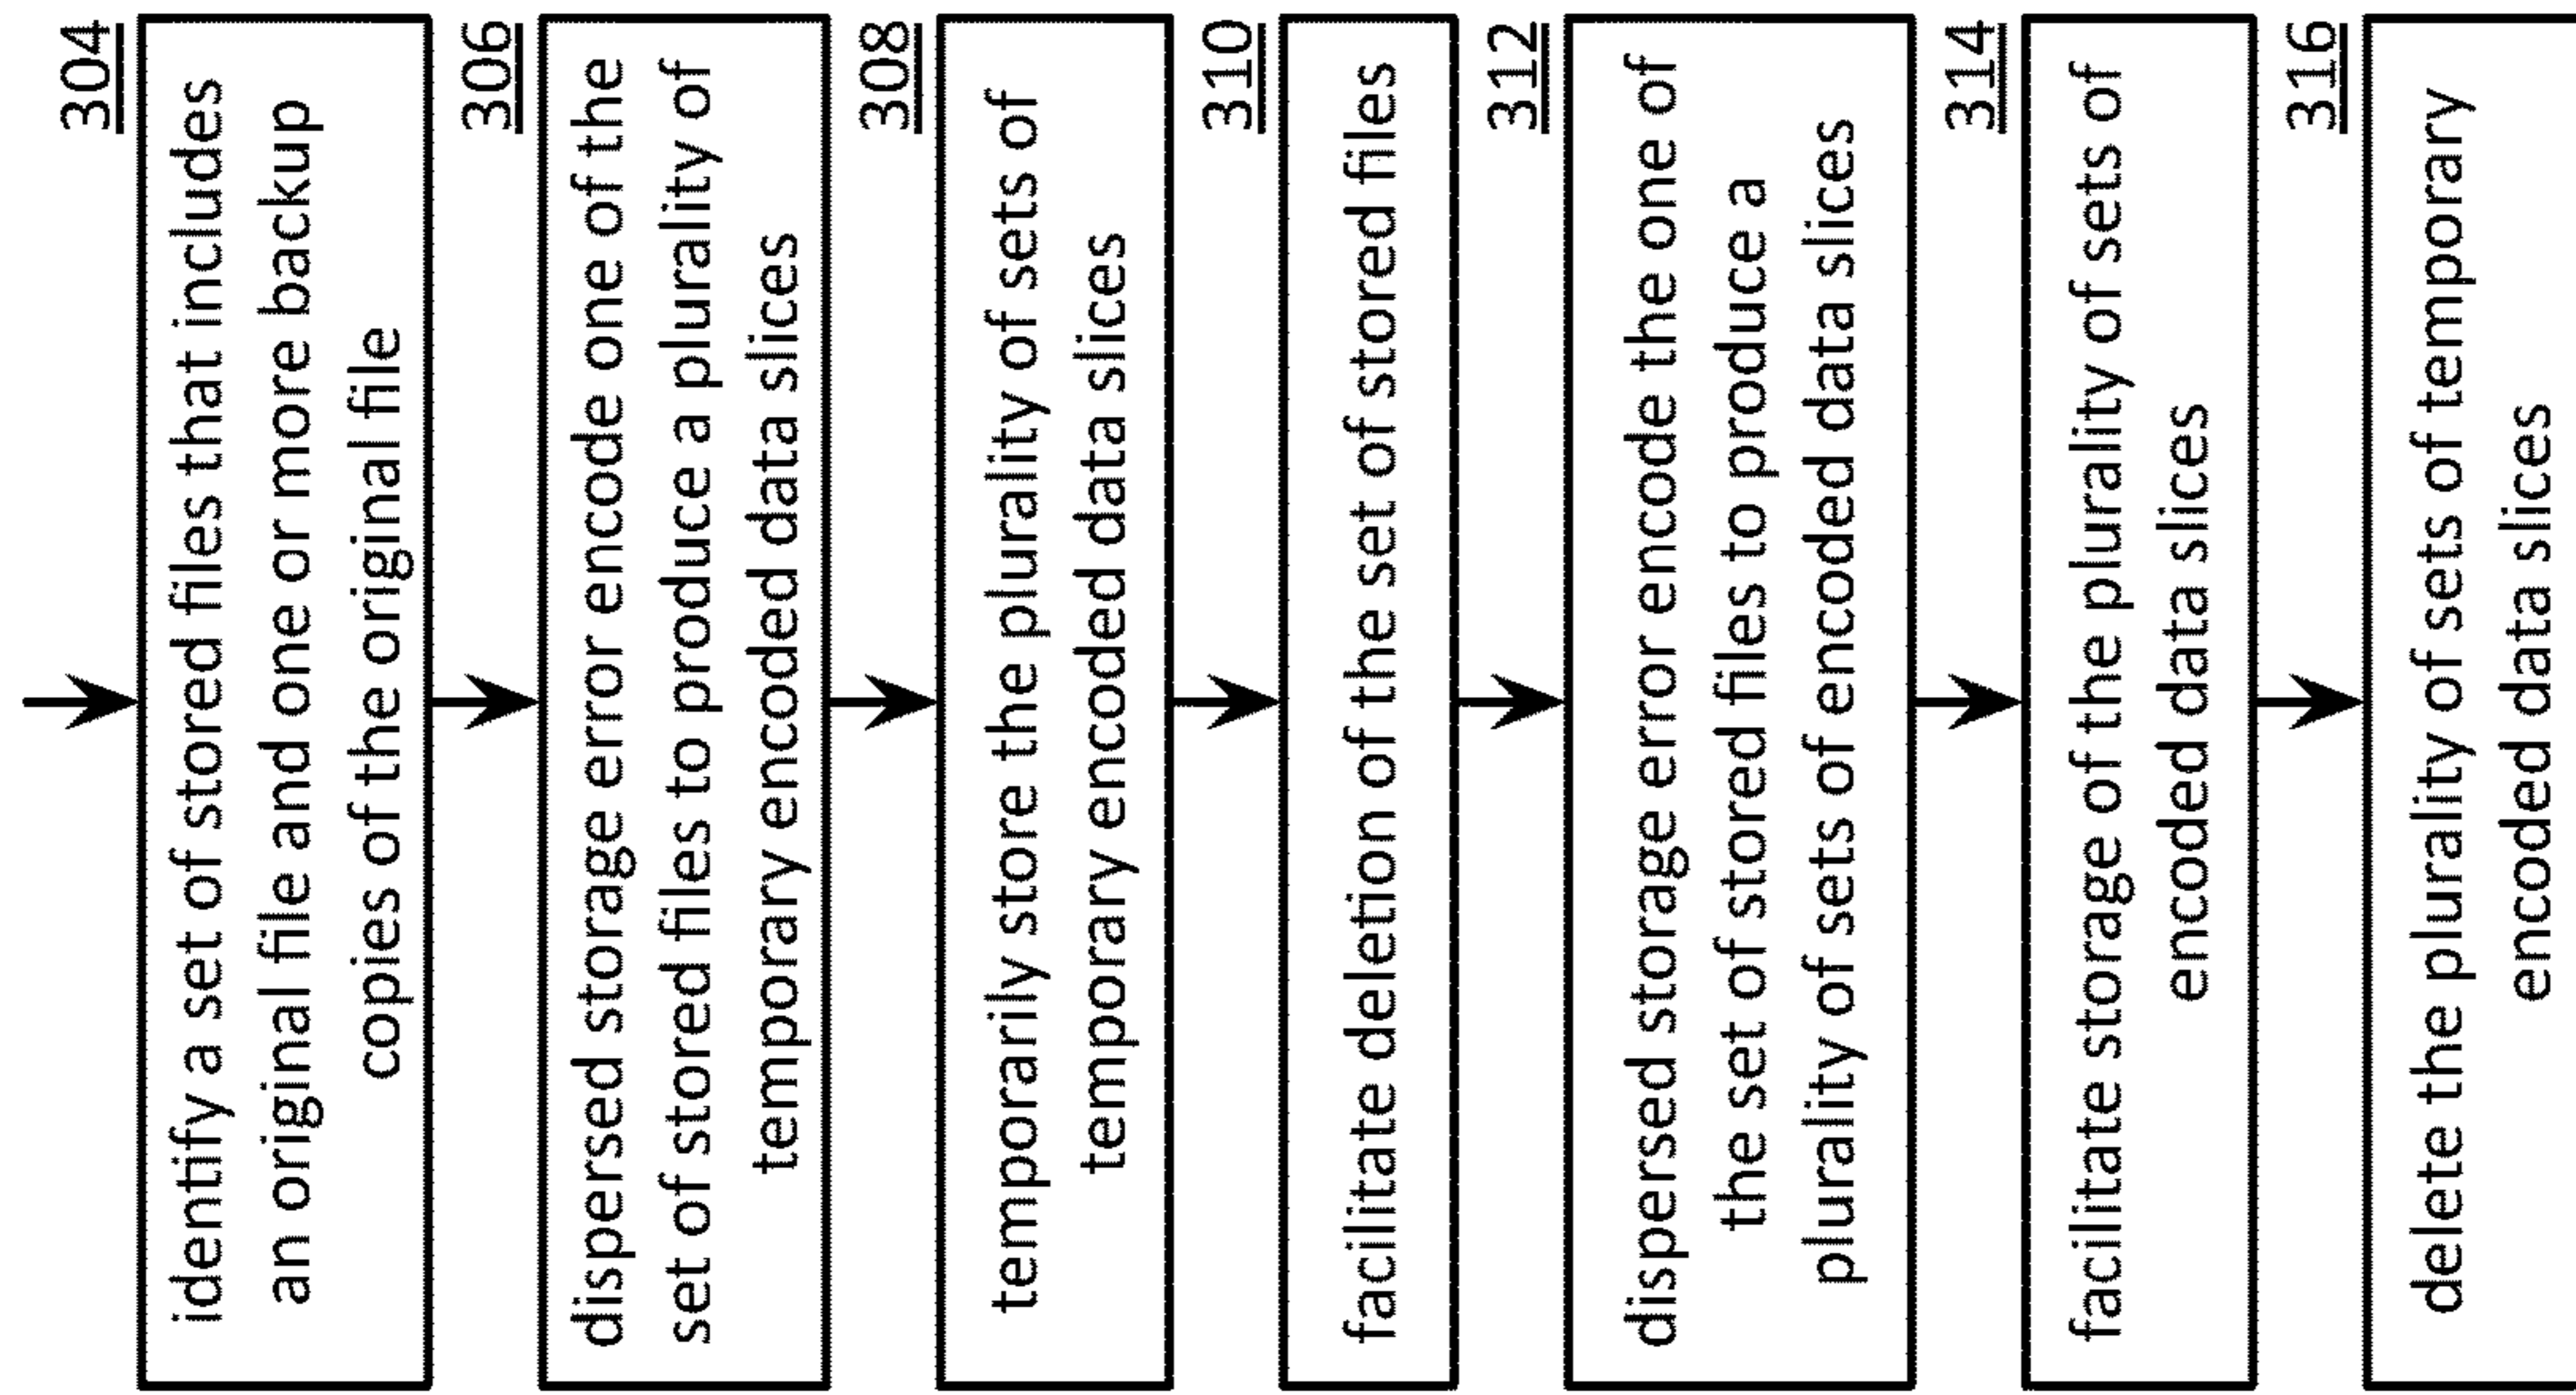 304
identify a set of stored files that includes
an original file and one or more backup
copies of the original file
306
dispersed storage error encode one of the
set of stored files to produce a plurality of
temporary encoded data slices
308
temporarily store the plurality of sets of
temporary encoded data slices
310
facilitate deletion of the set of stored files
312
dispersed storage error encode the one of
the set of stored files to produce a
plurality of sets of encoded data slices
314
facilitate storage of the plurality of sets of
encoded data slices
316
delete the plurality of sets of temporary
encoded data slices